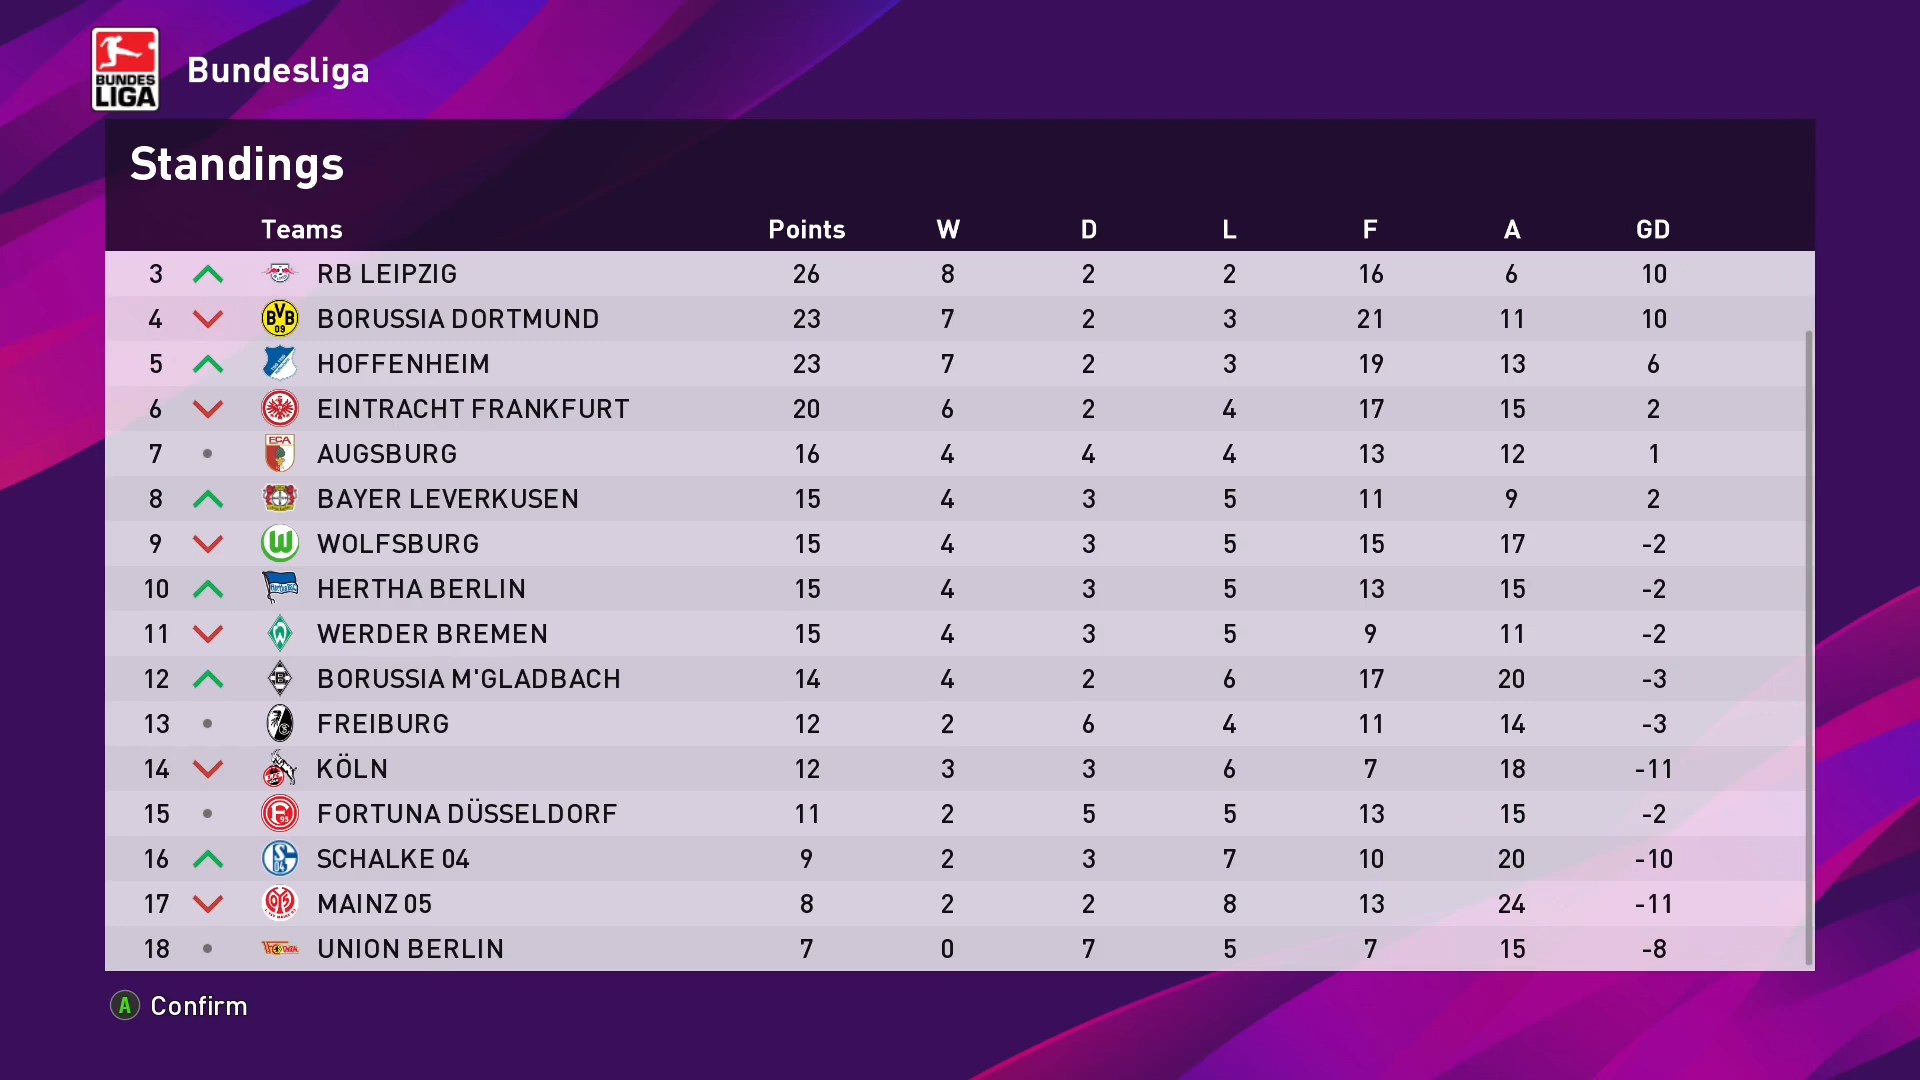 BUNDES
LIGA
Bundesliga
Standings
Teams Points W D L F A GD
3 RB LEIPZIG 26 8 2 2 16 6 10
4 BORUSSIA DORTMUND 23 7 2 3 21 11 10
5 HOFFENHEIM 23 7 2 3 19 13 6
6 EINTRACHT FRANKFURT 20 6 2 4 17 15 2
7 AUGSBURG 16 4 4 4 13 12 1
8 BAYER LEVERKUSEN 15 4 3 5 11 9 2
9 WOLFSBURG 15 4 3 5 15 17 -2
10 HERTHA BERLIN 15 4 3 5 13 15 -2
11 WERDER BREMEN 15 4 3 5 9 11 -2
12 BORUSSIA M'GLADBACH 14 4 2 6 17 20 -3
13 FREIBURG 12 2 6 4 11 14 -3
14 KÖLN 12 3 3 6 7 18 -11
15 FORTUNA DÜSSELDORF 11 2 5 5 13 15 -2
16 SCHALKE 04 9 2 3 7 10 20 -10
17 MAINZ 05 8 2 2 8 13 24 -11
18 UNION BERLIN 7 0 7 5 7 15 -8
A Confirm